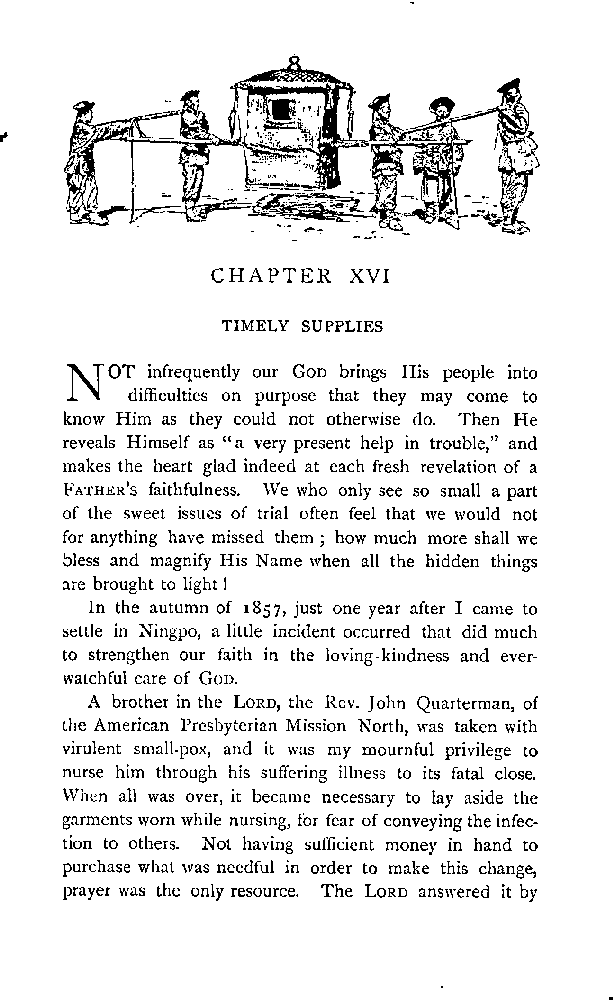 CHAPTER XVI
TIMELY SUPPLIES
NOT infrequently our GOD brings His people into
difficulties on purpose that they may come to
know Him as they could not otherwise do. Then He
reveals Himself as “a very present help in trouble,” and
makes the heart glad indeed at each fresh revelation of a
FATHER'S faithfulness. We who only see so small a part
of the sweet issues of trial often feel that we would not
for anything have missed them ; how much more shall we
bless and magnify His Name when all the hidden things
are brought to light!
In the autumn of 1857, just one year after I came to
settle in Ningpo, a little incident occurred that did much
to strengthen our faith in the loving-kindness and ever-
watchful care of GOD.
A brother in the LORD, the Rev. John Quarterman, of
the American Presbyterian Mission North, was taken with
virulent small-pox, and it was my mournful privilege to
nurse him through his suffering illness to its fatal close.
When all was over, it became necessary to lay aside the
garments worn while nursing, for fear of conveying the infec-
tion to others. Not having sufficient money in hand to
purchase what was needful in order to make this change,
prayer was the only resource. The LORD answered it by